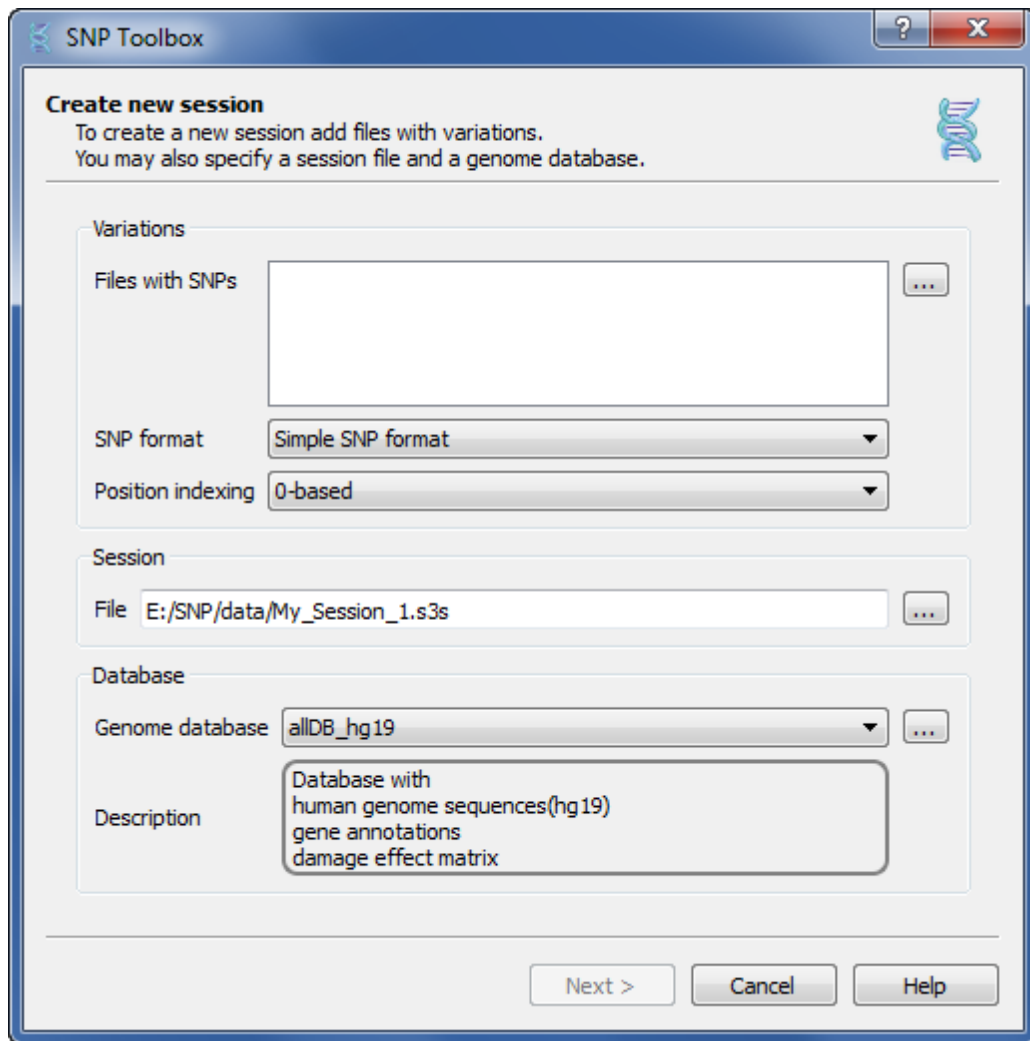 SNP Toolbox
?
Create new session
To create a new session add files with variations.
You may also specify a session file and a genome database.
Variations
Files with SNPs
...
SNP format Simple SNP format
Position indexing 0-based
Session
File E:/SNP/data/My_Session_1.s3s ...
Database
Genome database allDB_hg19 ...
Description
Database with
human genome sequences(hg19)
gene annotations
damage effect matrix
Next > Cancel Help